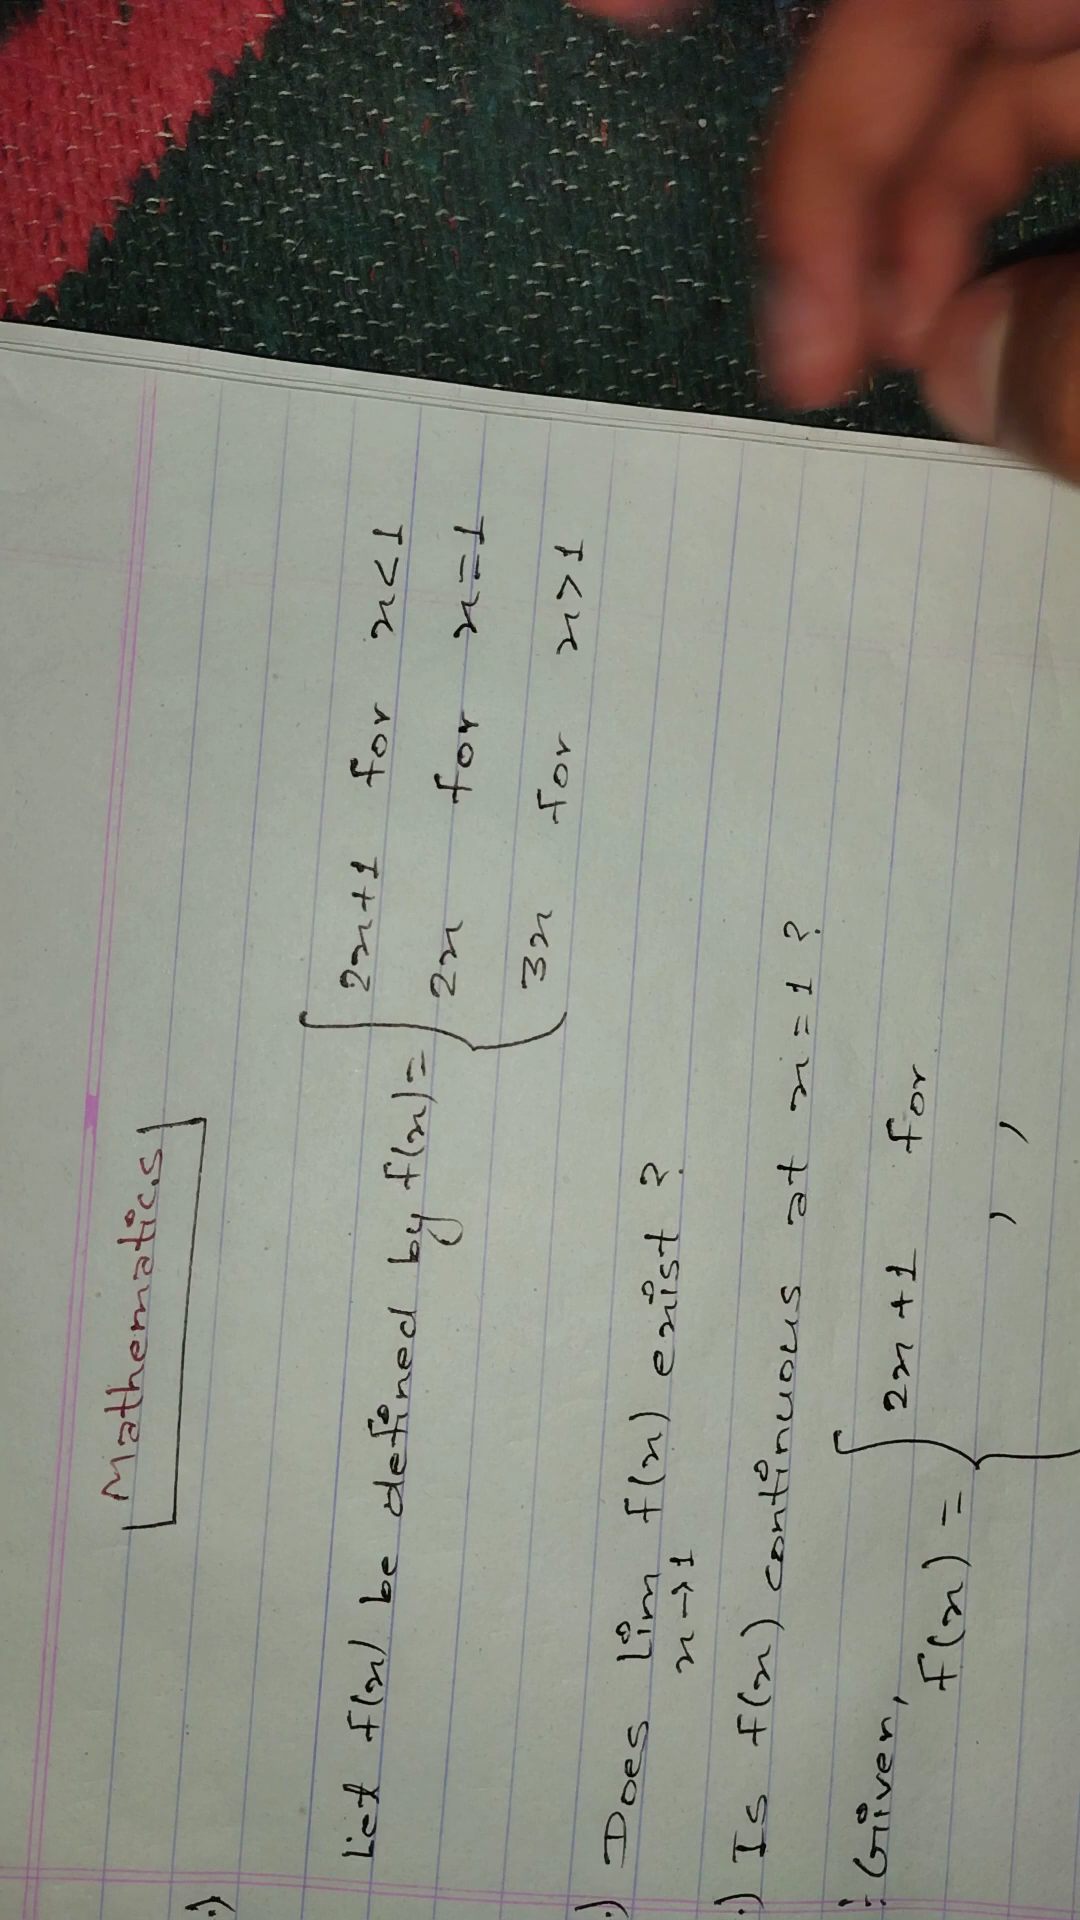 Mathematics
.)
Let f(x) be defined by f(x) = { 2x+1 for x<1
2x for x=1
3x for x>1
.) Does lim f(x) exist ?
x→1
.) Is f(x) continuous at x=1?
: Given,
f(x) = { 2x+1 for
, ,